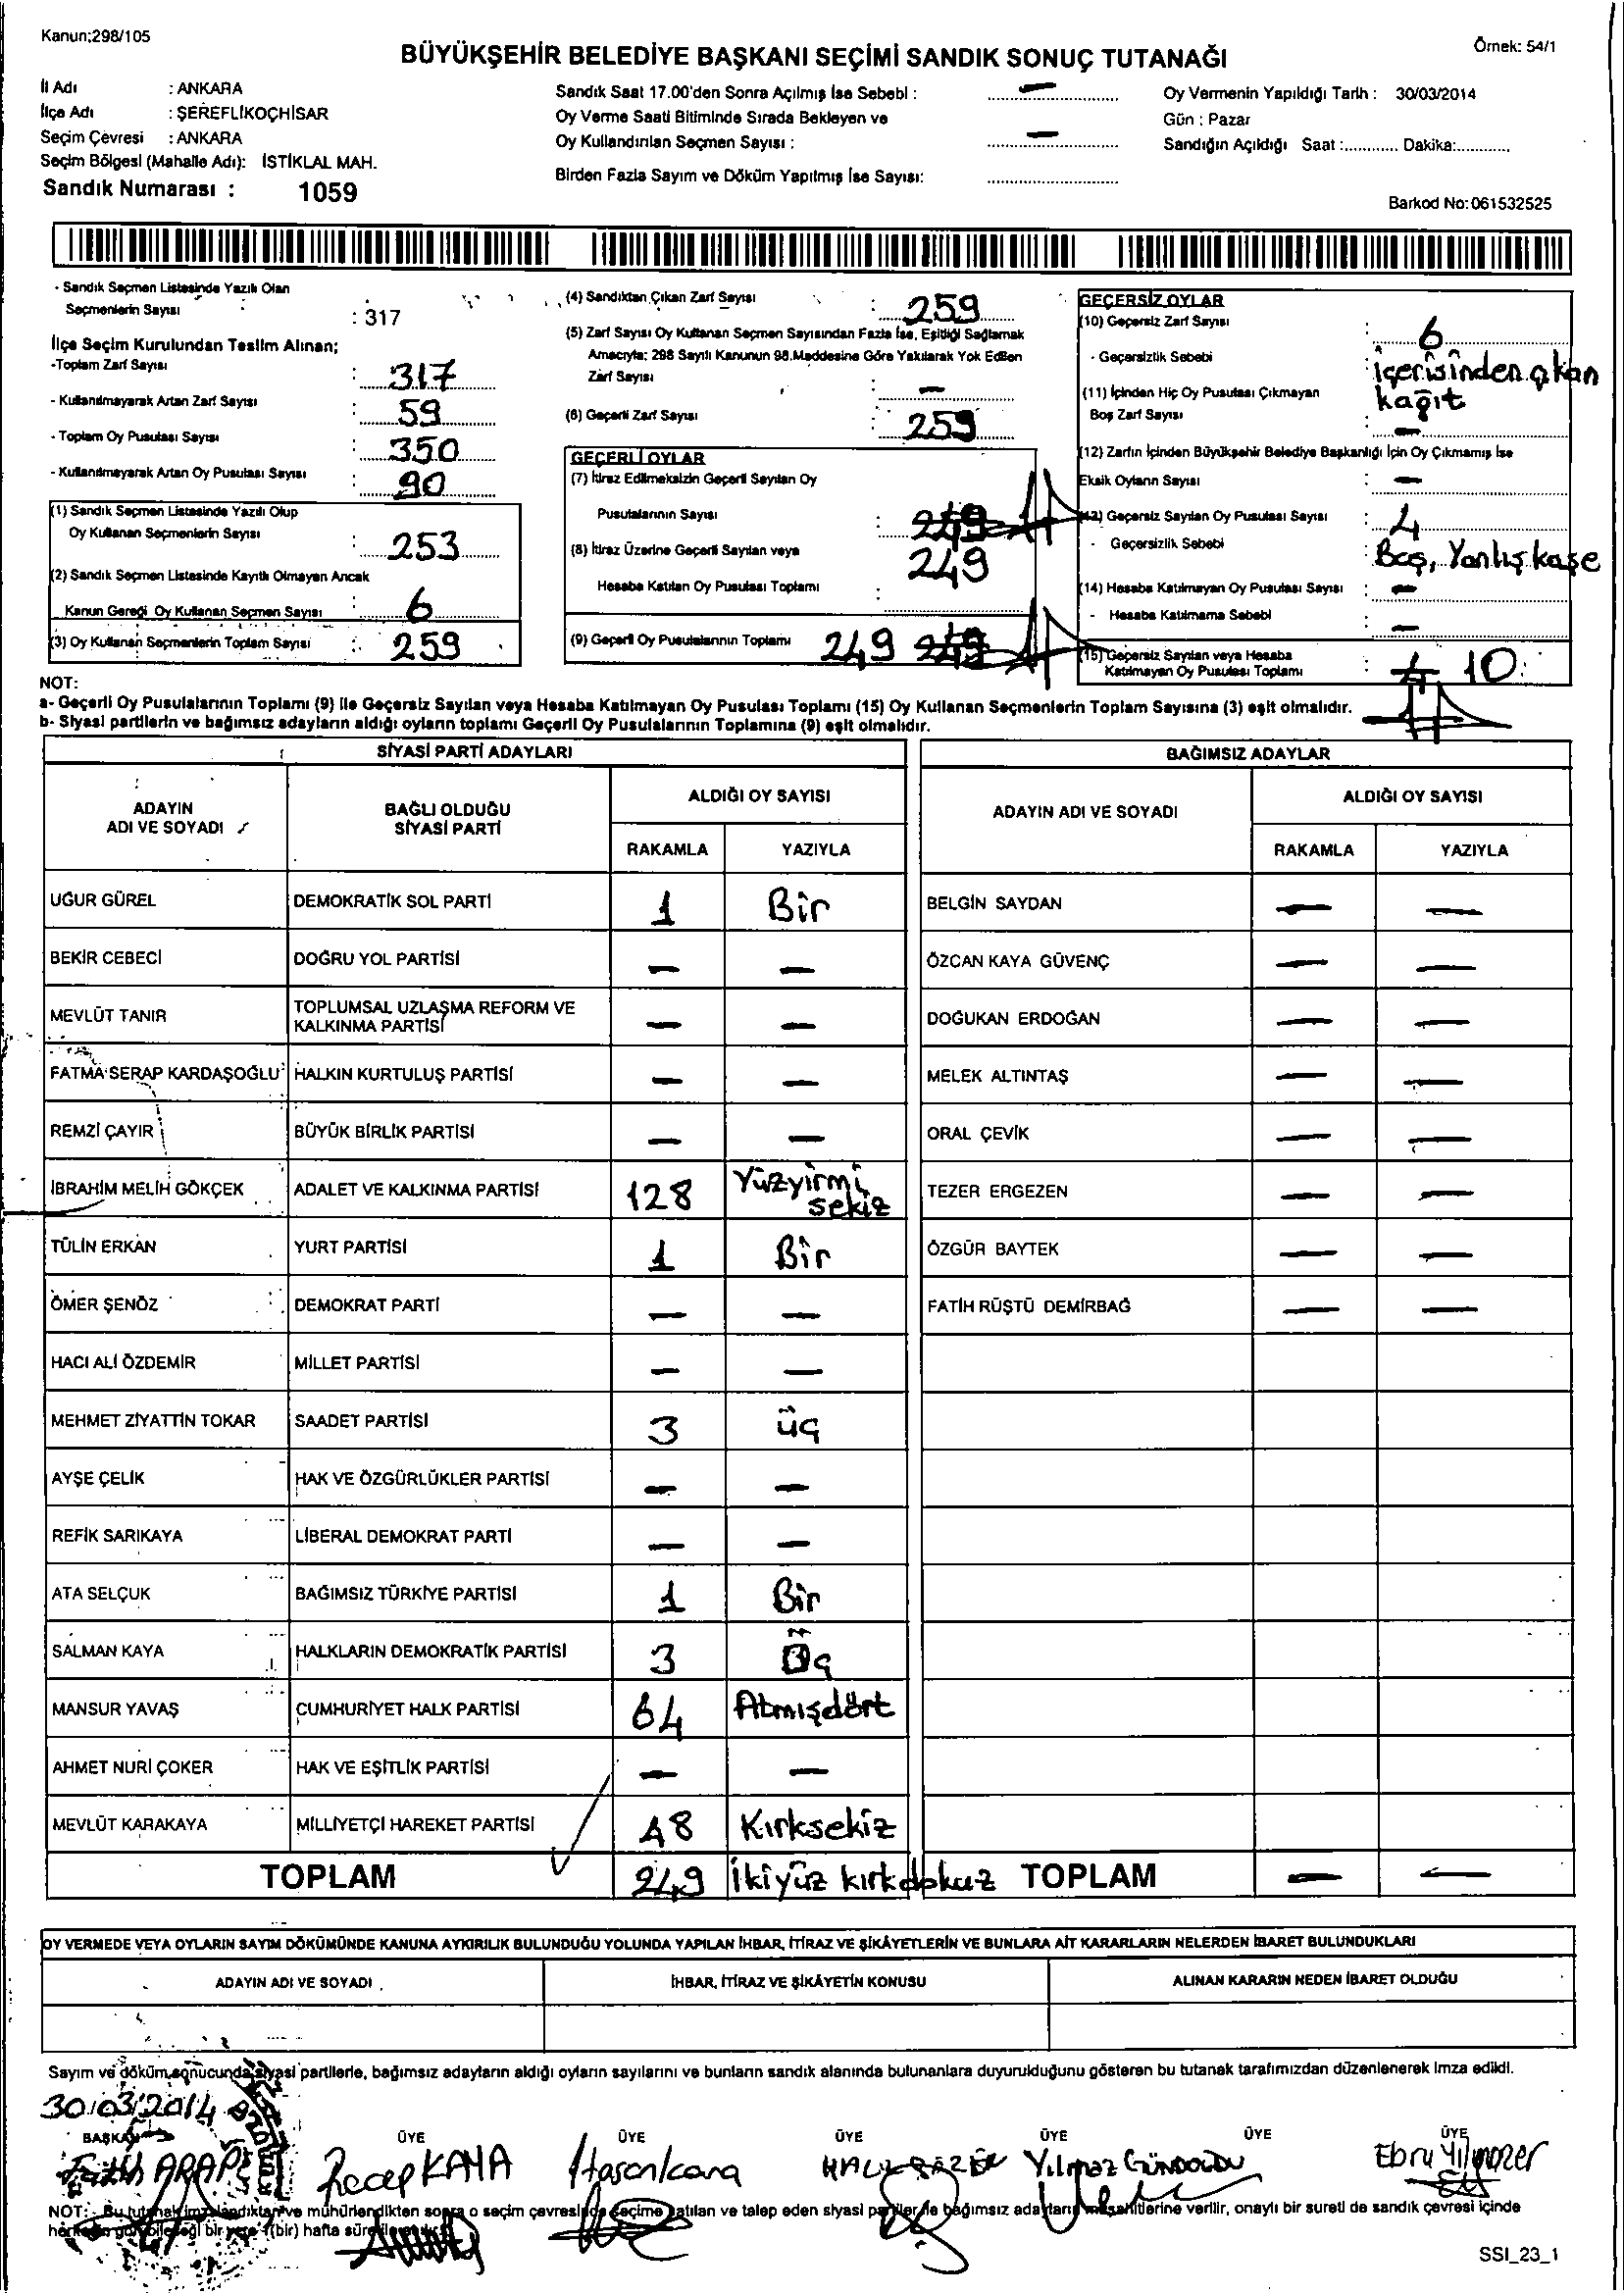 Kanun;298/105
Örnek: 54/1
BÜYÜKŞEHİR BELEDİYE BAŞKANI SEÇİMİ SANDIK SONUÇ TUTANAĞI
İl Adı : ANKARA
İlçe Adı : ŞEREFLİKOÇHİSAR
Seçim Çevresi : ANKARA
Seçim Bölgesi (Mahalle Adı): İSTİKLAL MAH.
Sandık Numarası : 1059
Sandık Saat 17.00'den Sonra Açılmış İse Sebebi : —
Oy Verme Saati Bitiminde Sırada Bekleyen ve
Oy Kullandırılan Seçmen Sayısı : —
Birden Fazla Sayım ve Döküm Yapılmış İse Sayısı:
Oy Vermenin Yapıldığı Tarih : 30/03/2014
Gün : Pazar
Sandığın Açıldığı Saat :............ Dakika:...........
Barkod No:061532525
- Sandık Seçmen Listesinde Yazılı Olan
Seçmenlerin Sayısı : 317
İlçe Seçim Kurulundan Teslim Alınan;
-Toplam Zarf Sayısı : 317
- Kullanılmayarak Artan Zarf Sayısı : 59
- Toplam Oy Pusulası Sayısı : 350
- Kullanılmayarak Artan Oy Pusulası Sayısı : 90
(1) Sandık Seçmen Listesinde Yazılı Olup
Oy Kullanan Seçmenlerin Sayısı : 253
(2) Sandık Seçmen Listesinde Kayıtlı Olmayan Ancak
Kanun Gereği Oy Kullanan Seçmen Sayısı : 6
(3) Oy Kullanan Seçmenlerin Toplam Sayısı : 259
(4) Sandıktan Çıkan Zarf Sayısı : 259
(5) Zarf Sayısı Oy Kullanan Seçmen Sayısından Fazla İse, Eşitliği Sağlamak
Amacıyla; 298 Sayılı Kanunun 98.Maddesine Göre Yakılarak Yok Edilen
Zarf Sayısı : —
(6) Geçerli Zarf Sayısı : 259
GEÇERLİ OYLAR
(7) İtiraz Edilmeksizin Geçerli Sayılan Oy
Pusulalarının Sayısı : 249
(8) İtiraz Üzerine Geçerli Sayılan veya 249
Hesaba Katılan Oy Pusulası Toplamı :
(9) Geçerli Oy Pusulalarının Toplamı 249 249
GEÇERSİZ OYLAR
(10) Geçersiz Zarf Sayısı : 6
- Geçersizlik Sebebi : İçerisinden çıkan
kağıt
(11) İçinden Hiç Oy Pusulası Çıkmayan
Boş Zarf Sayısı : —
(12) Zarfın İçinden Büyükşehir Belediye Başkanlığı İçin Oy Çıkmamış İse
Eksik Oyların Sayısı : —
(13) Geçersiz Sayılan Oy Pusulası Sayısı : 4
- Geçersizlik Sebebi : Boş, Yanlış kaşe
(14) Hesaba Katılmayan Oy Pusulası Sayısı : —
- Hesaba Katılmama Sebebi : —
(15) Geçersiz Sayılan veya Hesaba
Katılmayan Oy Pusulası Toplamı : 10
NOT:
a- Geçerli Oy Pusulalarının Toplamı (9) İle Geçersiz Sayılan veya Hesaba Katılmayan Oy Pusulası Toplamı (15) Oy Kullanan Seçmenlerin Toplam Sayısına (3) eşit olmalıdır.
b- Siyasi partilerin ve bağımsız adayların aldığı oyların toplamı Geçerli Oy Pusulalarının Toplamına (9) eşit olmalıdır.
SİYASİ PARTİ ADAYLARI
ADAYIN
ADI VE SOYADI
BAĞLI OLDUĞU
SİYASİ PARTİ
ALDIĞI OY SAYISI
RAKAMLA YAZIYLA
UĞUR GÜREL DEMOKRATİK SOL PARTİ 1 Bir
BEKİR CEBECİ DOĞRU YOL PARTİSİ — —
MEVLÜT TANIR TOPLUMSAL UZLAŞMA REFORM VE
KALKINMA PARTİSİ — —
FATMA SERAP KARDAŞOĞLU HALKIN KURTULUŞ PARTİSİ — —
REMZİ ÇAYIR BÜYÜK BİRLİK PARTİSİ — —
İBRAHİM MELİH GÖKÇEK ADALET VE KALKINMA PARTİSİ 128 Yüzyirmi
sekiz
TÜLİN ERKAN YURT PARTİSİ 1 Bir
ÖMER ŞENÖZ DEMOKRAT PARTİ — —
HACI ALİ ÖZDEMİR MİLLET PARTİSİ — —
MEHMET ZİYATTİN TOKAR SAADET PARTİSİ 3 üç
AYŞE ÇELİK HAK VE ÖZGÜRLÜKLER PARTİSİ — —
REFİK SARIKAYA LİBERAL DEMOKRAT PARTİ — —
ATA SELÇUK BAĞIMSIZ TÜRKİYE PARTİSİ 1 Bir
SALMAN KAYA HALKLARIN DEMOKRATİK PARTİSİ 3 Üç
MANSUR YAVAŞ CUMHURİYET HALK PARTİSİ 64 Atmışdört
AHMET NURİ ÇOKER HAK VE EŞİTLİK PARTİSİ — —
MEVLÜT KARAKAYA MİLLİYETÇİ HAREKET PARTİSİ 48 Kırksekiz
TOPLAM 249 İkiyüz kırkdokuz
BAĞIMSIZ ADAYLAR
ADAYIN ADI VE SOYADI
ALDIĞI OY SAYISI
RAKAMLA YAZIYLA
BELGİN SAYDAN — —
ÖZCAN KAYA GÜVENÇ — —
DOĞUKAN ERDOĞAN — —
MELEK ALTINTAŞ — —
ORAL ÇEVİK — —
TEZER ERGEZEN — —
ÖZGÜR BAYTEK — —
FATİH RÜŞTÜ DEMİRBAĞ — —
TOPLAM — —
OY VERMEDE VEYA OYLARIN SAYIM DÖKÜMÜNDE KANUNA AYKIRILIK BULUNDUĞU YOLUNDA YAPILAN İHBAR, İTİRAZ VE ŞİKÂYETLERİN VE BUNLARA AİT KARARLARIN NELERDEN İBARET BULUNDUKLARI
ADAYIN ADI VE SOYADI İHBAR, İTİRAZ VE ŞİKÂYETİN KONUSU ALINAN KARARIN NEDEN İBARET OLDUĞU
Sayım ve döküm sonucunda siyasi partilerle, bağımsız adayların aldığı oyların sayılarını ve bunların sandık alanında bulunanlara duyurulduğunu gösteren bu tutanak tarafımızdan düzenlenerek imza edildi.
30/03/2014
BAŞKAN ÜYE ÜYE ÜYE ÜYE ÜYE ÜYE
Fatih ARAP Recep KAYA Hasan kara Yılmaz GÜNDOĞDU Ebru
NOT: Bu tutanak imzalandıktan ve mühürlendikten sonra o seçim çevresinde seçime katılan ve talep eden siyasi partiler ile bağımsız adayların müşahitlerine verilir, onaylı bir sureti de sandık çevresi içinde
herkesin görebileceği bir yere 1(bir) hafta süre
SSI_23_1